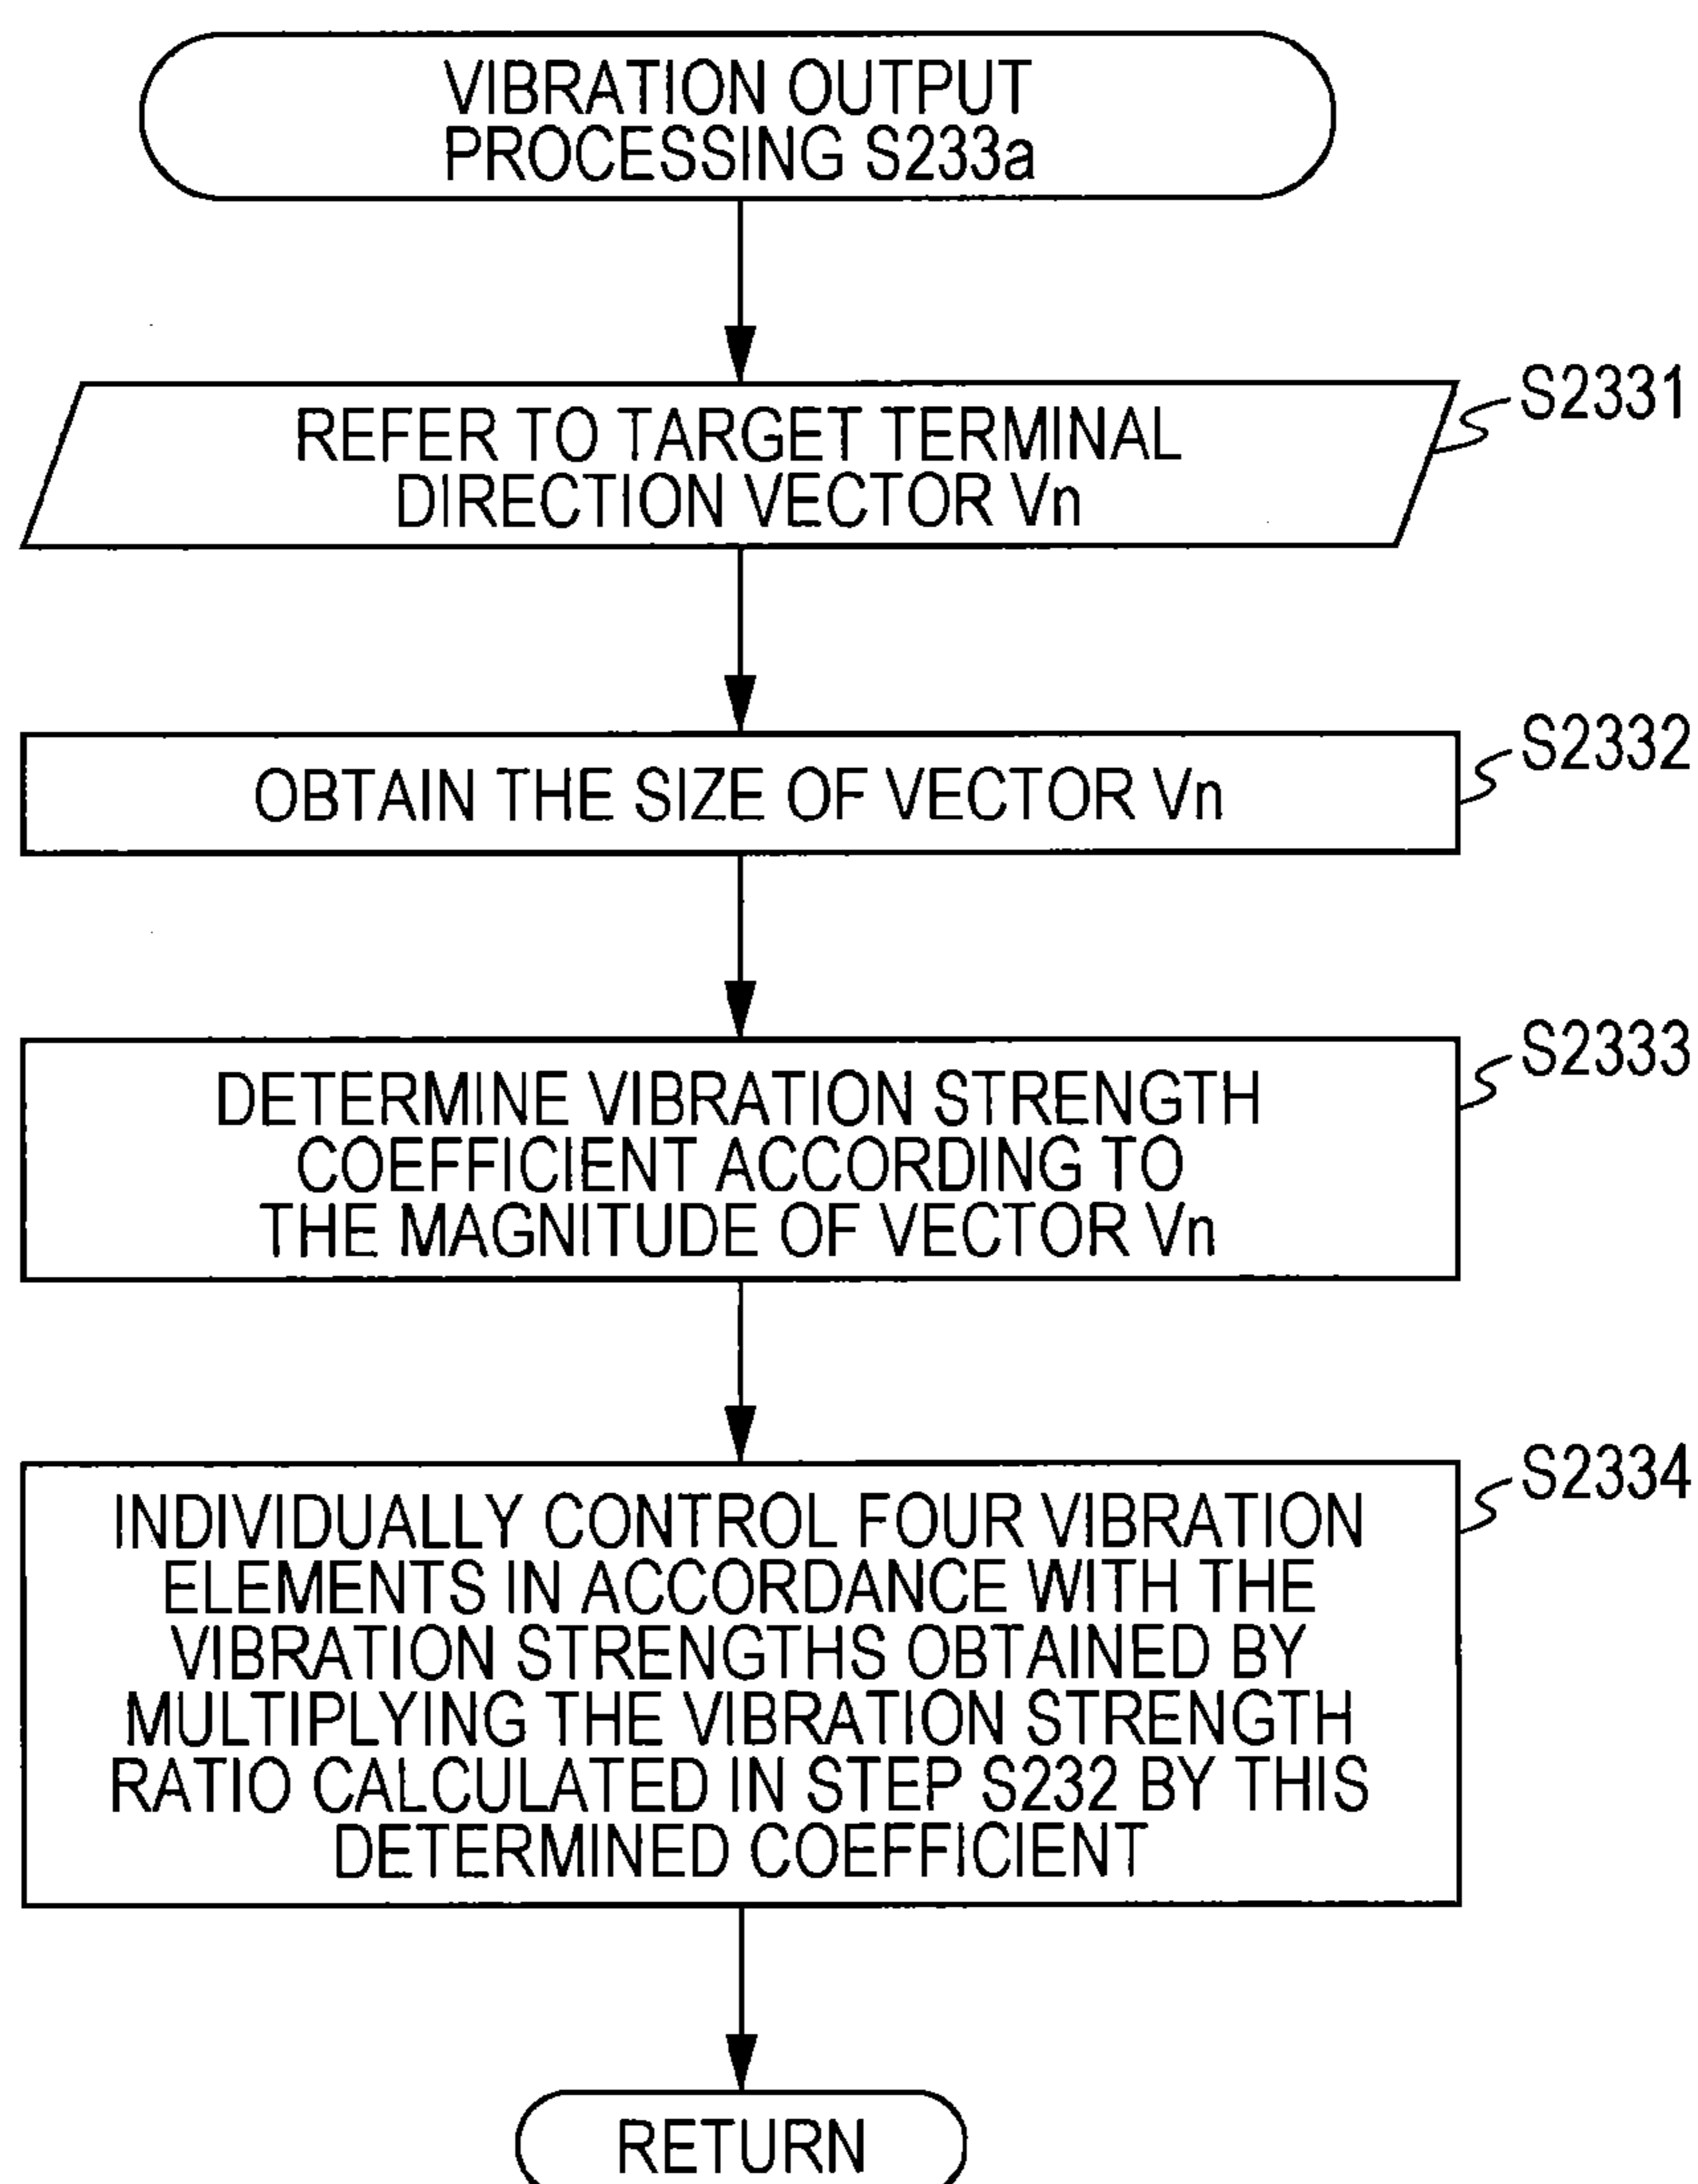 VIBRATION OUTPUT
PROCESSING S233a
REFER TO TARGET TERMINAL
DIRECTION VECTOR Vn
S2331
OBTAIN THE SIZE OF VECTOR Vn
S2332
DETERMINE VIBRATION STRENGTH
COEFFICIENT ACCORDING TO
THE MAGNITUDE OF VECTOR Vn
S2333
INDIVIDUALLY CONTROL FOUR VIBRATION
ELEMENTS IN ACCORDANCE WITH THE
VIBRATION STRENGTHS OBTAINED BY
MULTIPLYING THE VIBRATION STRENGTH
RATIO CALCULATED IN STEP S232 BY THIS
DETERMINED COEFFICIENT
S2334
RETURN